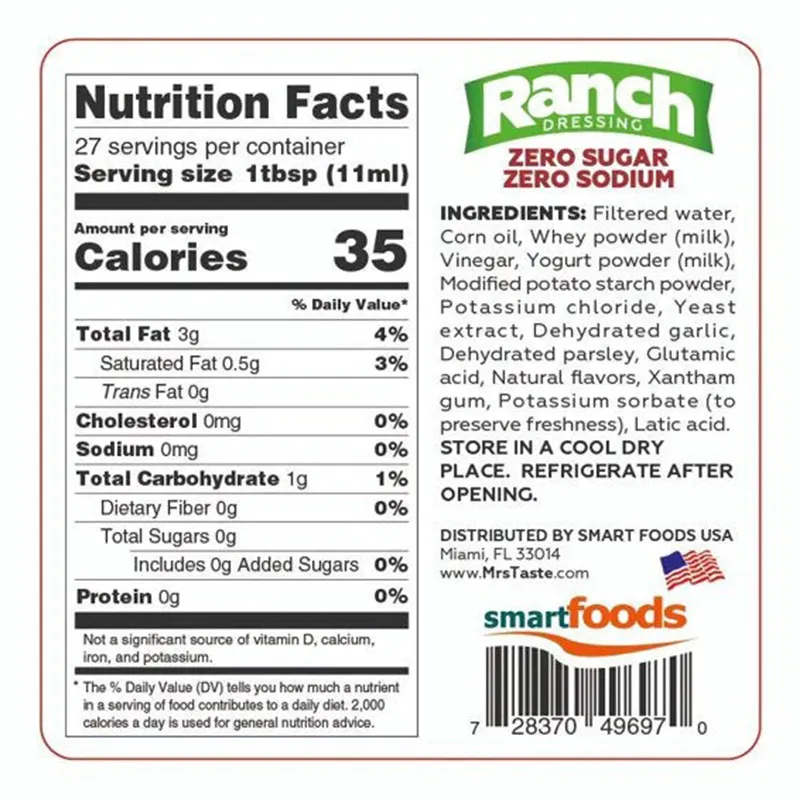 Nutrition Facts
27 servings per container
Serving size 1tbsp (11ml)
Amount per serving
Calories 35
% Daily Value*
Total Fat 3g 4%
Saturated Fat 0.5g 3%
Trans Fat 0g
Cholesterol 0mg 0%
Sodium 0mg 0%
Total Carbohydrate 1g 1%
Dietary Fiber 0g 0%
Total Sugars 0g
Includes 0g Added Sugars 0%
Protein 0g 0%
Not a significant source of vitamin D, calcium,
iron, and potassium.
* The % Daily Value (DV) tells you how much a nutrient
in a serving of food contributes to a daily diet. 2,000
calories a day is used for general nutrition advice.
Ranch
DRESSING
ZERO SUGAR
ZERO SODIUM
INGREDIENTS: Filtered water,
Corn oil, Whey powder (milk),
Vinegar, Yogurt powder (milk),
Modified potato starch powder,
Potassium chloride, Yeast
extract, Dehydrated garlic,
Dehydrated parsley, Glutamic
acid, Natural flavors, Xantham
gum, Potassium sorbate (to
preserve freshness), Latic acid.
STORE IN A COOL DRY
PLACE. REFRIGERATE AFTER
OPENING.
DISTRIBUTED BY SMART FOODS USA
Miami, FL 33014
www.MrsTaste.com
smartfoods
7 28370 49697 0